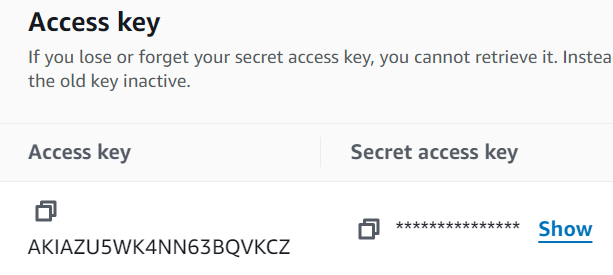 Access key
If you lose or forget your secret access key, you cannot retrieve it. Instea
the old key inactive.
Access key
Secret access key
AKIAZU5WK4NN63BQVKCZ
*************** Show